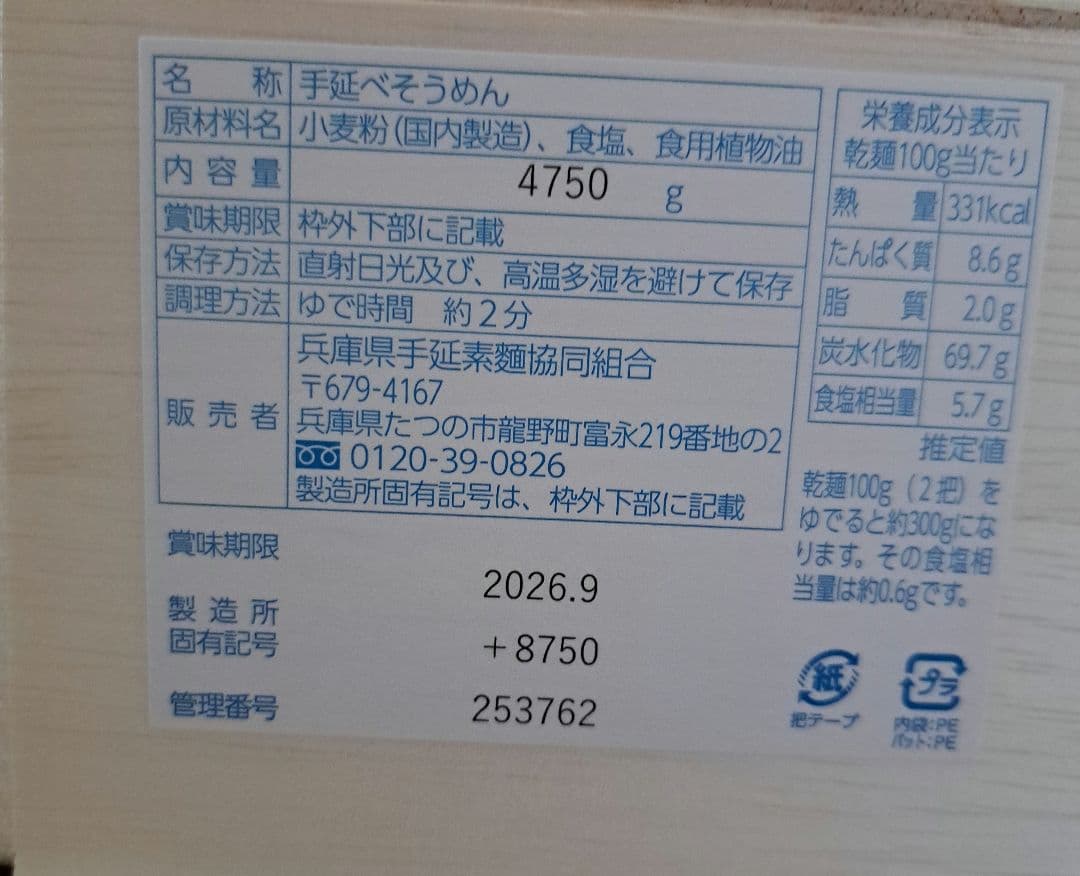 名 称 手延べそうめん
原材料名 小麦粉(国内製造)、食塩、食用植物油
内容量 4750 g
賞味期限 枠外下部に記載
保存方法 直射日光及び、高温多湿を避けて保存
調理方法 ゆで時間 約2分
販売者 兵庫県手延素麵協同組合
〒679-4167
兵庫県たつの市龍野町富永219番地の2
0120-39-0826
製造所固有記号は、枠外下部に記載
賞味期限 2026.9
製造所
固有記号 +8750
管理番号 253762
栄養成分表示
乾麺100g当たり
熱量 331kcal
たんぱく質 8.6g
脂質 2.0g
炭水化物 69.7g
食塩相当量 5.7g
推定値
乾麺100g(2把)を
ゆでると約300gにな
ります。その食塩相
当量は約0.6gです。
紙
把テープ
プラ
内袋:PE
パット:PE